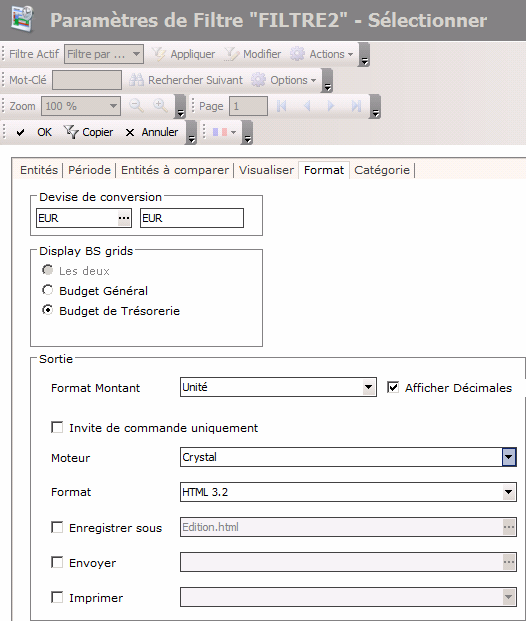 Paramètres de Filtre "FILTRE2" - Sélectionner
Filtre Actif Filtre par ... Appliquer Modifier Actions
Mot-Clé Rechercher Suivant Options
Zoom 100 % Page 1
OK Copier Annuler
Entités Période Entités à comparer Visualiser Format Catégorie
Devise de conversion
EUR ... EUR
Display BS grids
Les deux
Budget Général
Budget de Trésorerie
Sortie
Format Montant Unité Afficher Décimales
Invite de commande uniquement
Moteur Crystal
Format HTML 3.2
Enregistrer sous Edition.html ...
Envoyer ...
Imprimer